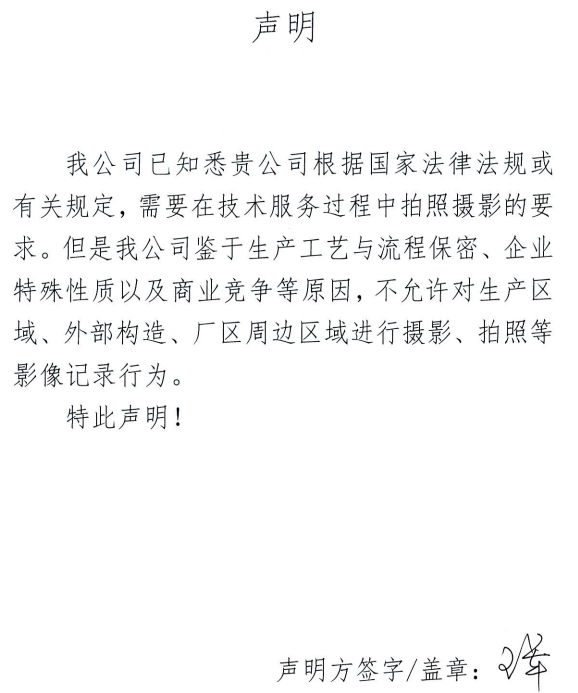 声明
我公司已知悉贵公司根据国家法律法规或
有关规定，需要在技术服务过程中拍照摄影的要
求。但是我公司鉴于生产工艺与流程保密、企业
特殊性质以及商业竞争等原因，不允许对生产区
域、外部构造、厂区周边区域进行摄影、拍照等
影像记录行为。
特此声明！
声明方签字/盖章：